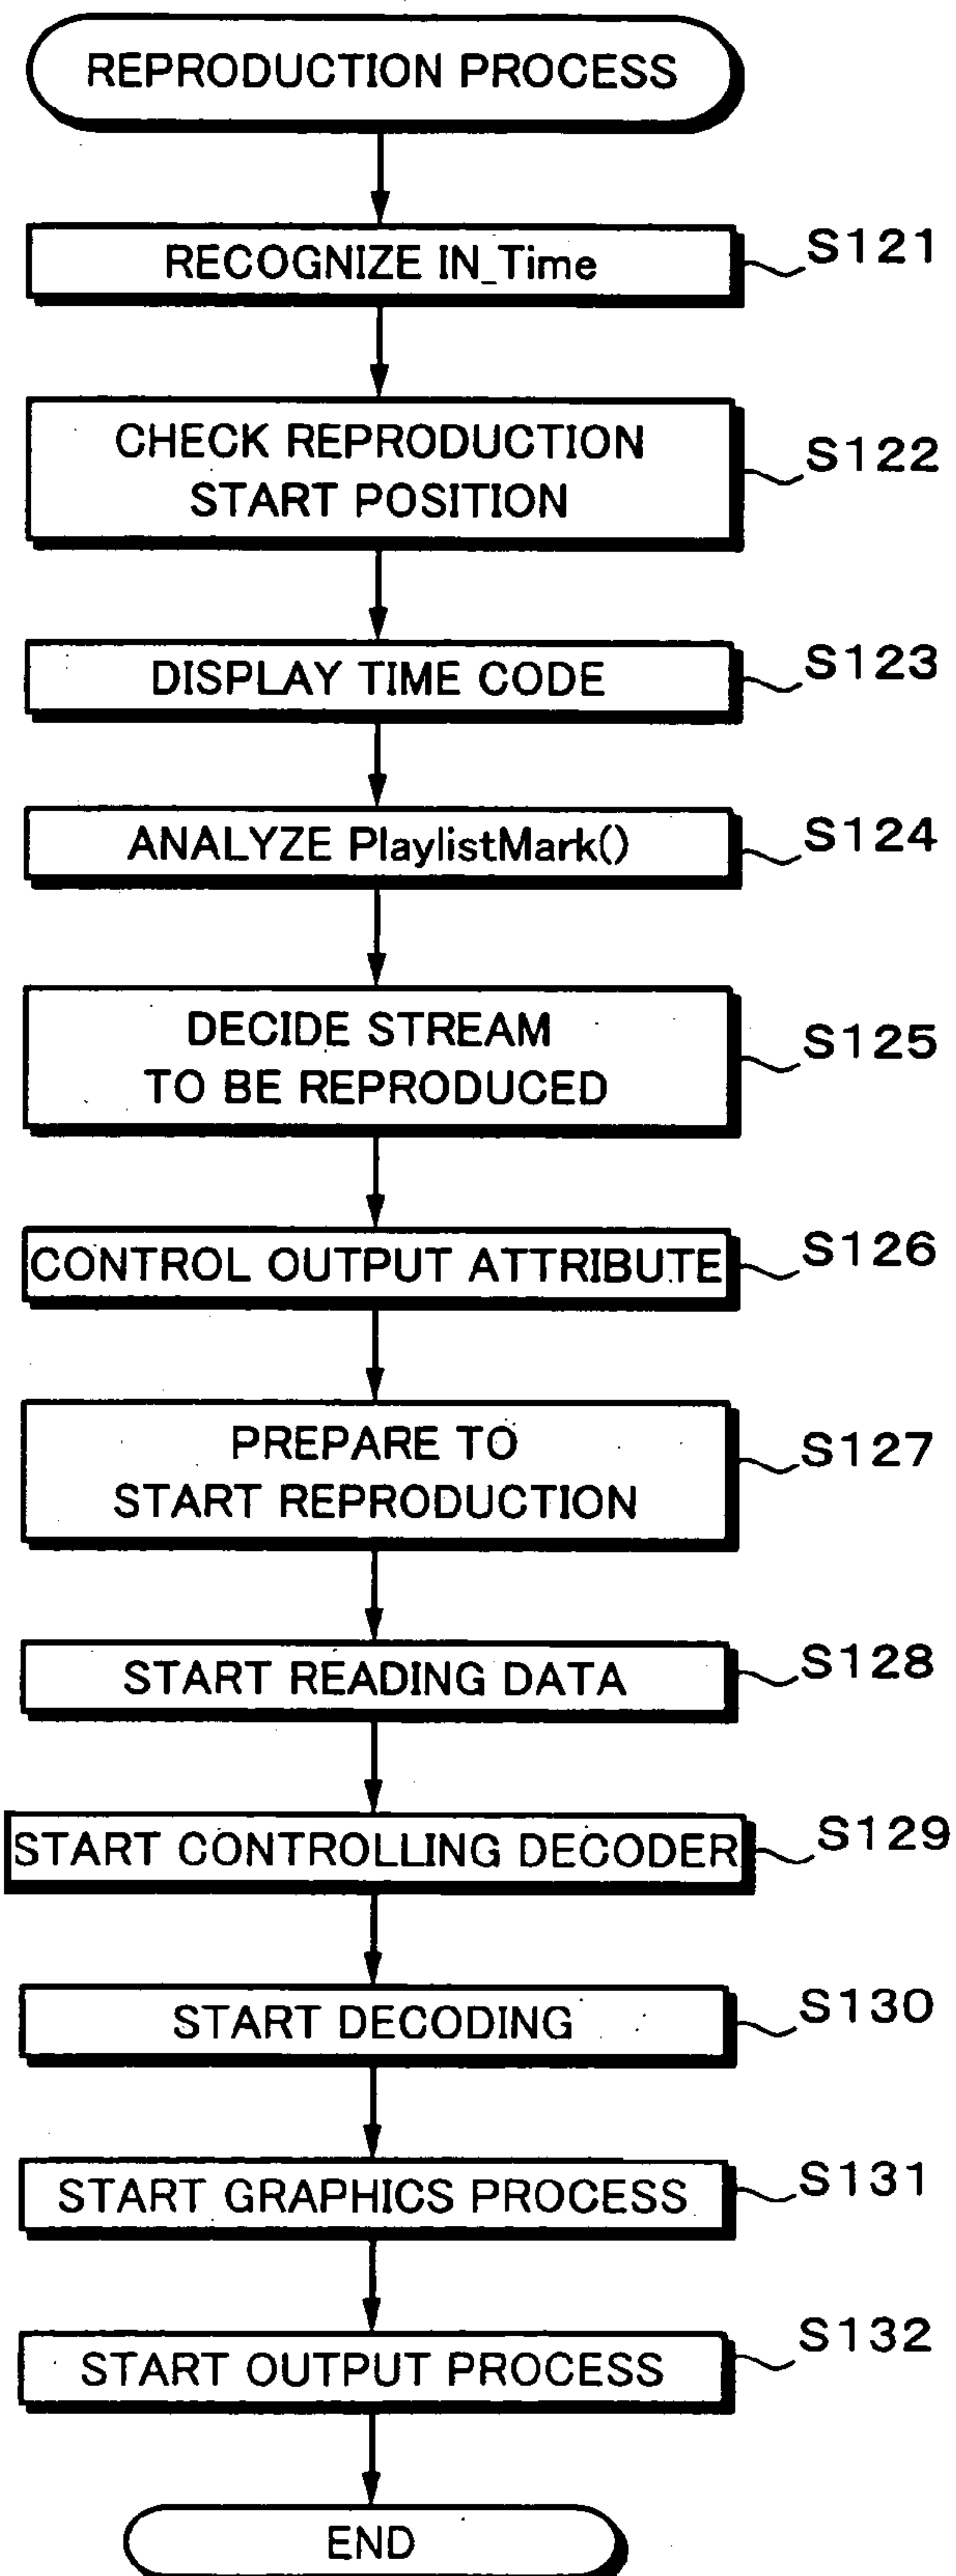 REPRODUCTION PROCESS
RECOGNIZE IN_Time
S121
CHECK REPRODUCTION
START POSITION
S122
DISPLAY TIME CODE
S123
ANALYZE PlaylistMark()
S124
DECIDE STREAM
TO BE REPRODUCED
S125
CONTROL OUTPUT ATTRIBUTE
S126
PREPARE TO
START REPRODUCTION
S127
START READING DATA
S128
START CONTROLLING DECODER
S129
START DECODING
S130
START GRAPHICS PROCESS
S131
START OUTPUT PROCESS
S132
END